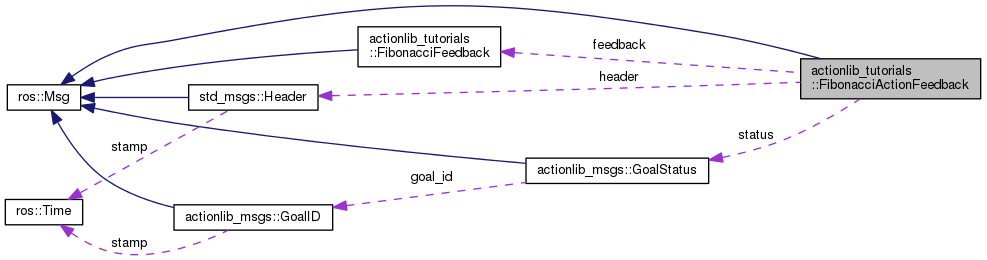 actionlib_tutorials
::FibonacciFeedback
feedback
actionlib_tutorials
::FibonacciActionFeedback
header
ros::Msg
std_msgs::Header
stamp
status
actionlib_msgs::GoalStatus
goal_id
ros::Time
actionlib_msgs::GoalID
stamp